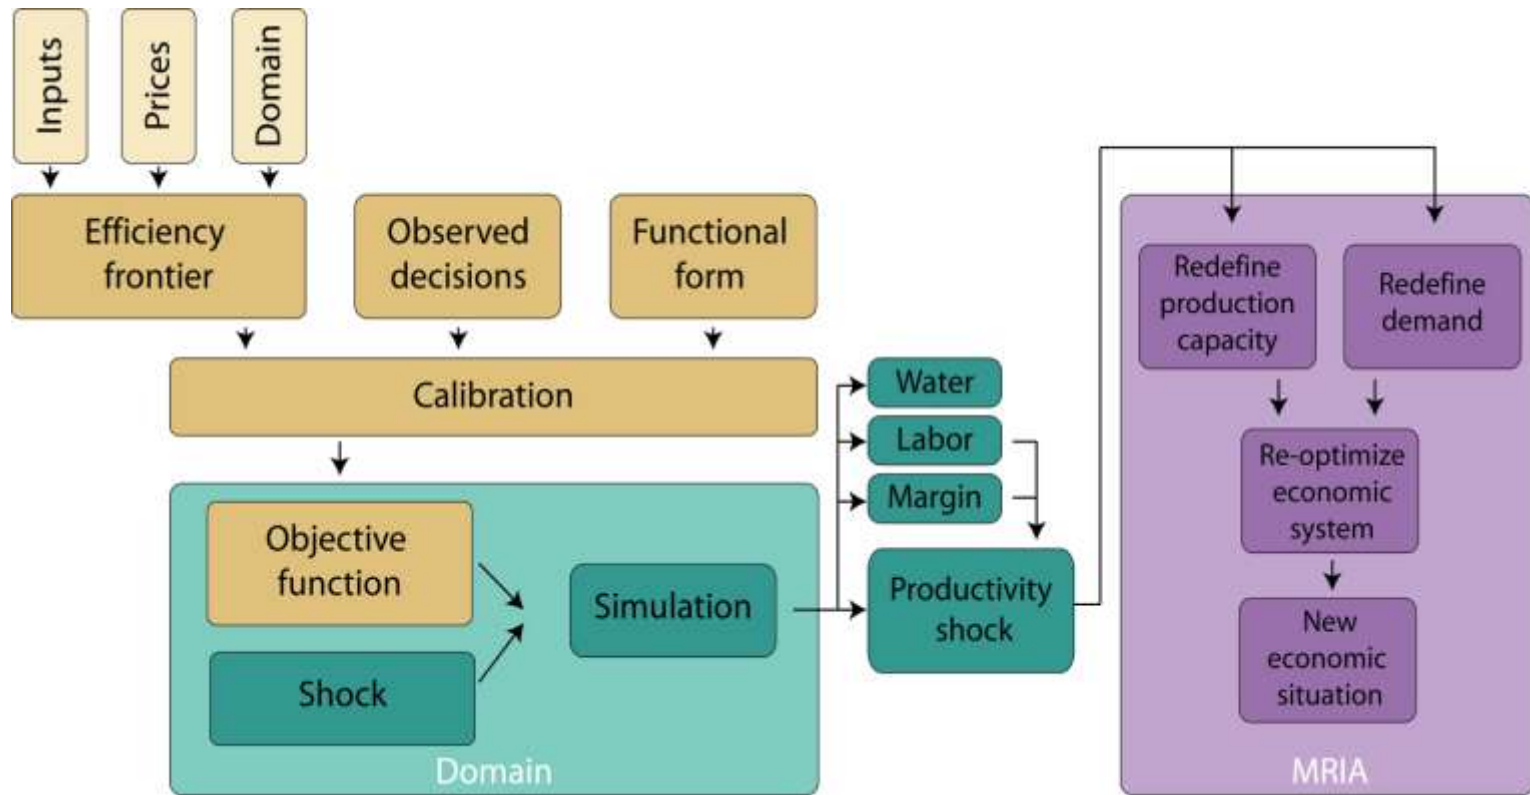 Inputs
Prices
Domain
Efficiency
frontier
Observed
decisions
Functional
form
Calibration
Objective
function
Shock
Simulation
Domain
Water
Labor
Margin
Productivity
shock
Redefine
production
capacity
Redefine
demand
Re-optimize
economic
system
New
economic
situation
MRIA